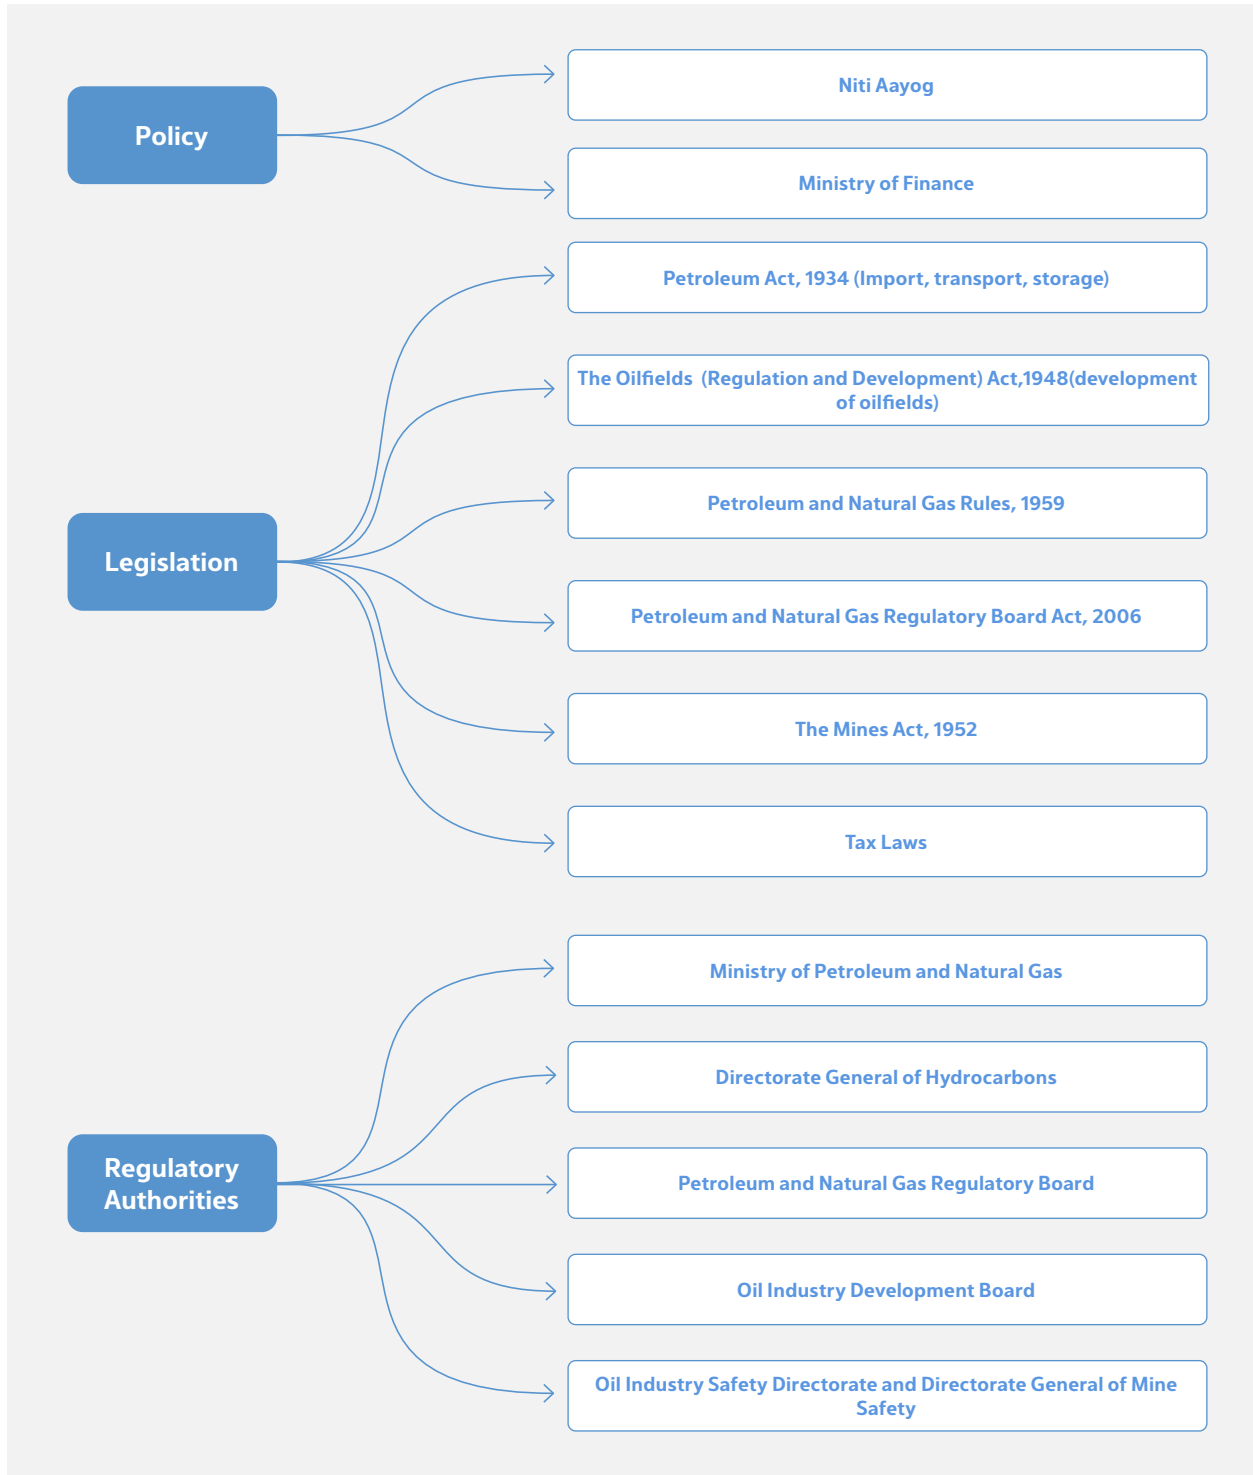 Policy
Niti Aayog
Ministry of Finance
Legislation
Petroleum Act, 1934 (Import, transport, storage)
The Oilfields  (Regulation and Development) Act,1948(development
of oilfields)
Petroleum and Natural Gas Rules, 1959
Petroleum and Natural Gas Regulatory Board Act, 2006
The Mines Act, 1952
Tax Laws
Regulatory
Authorities
Ministry of Petroleum and Natural Gas
Directorate General of Hydrocarbons
Petroleum and Natural Gas Regulatory Board
Oil Industry Development Board
Oil Industry Safety Directorate and Directorate General of Mine
Safety